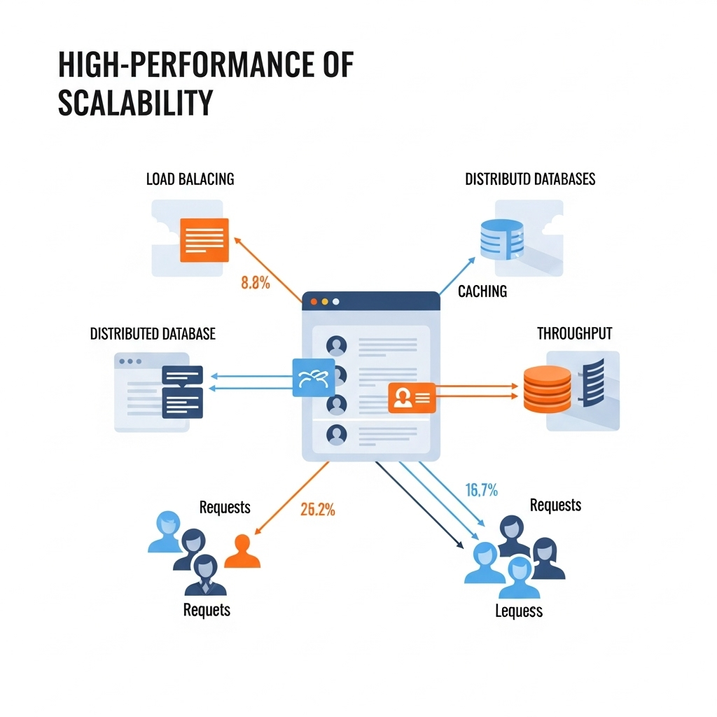 HIGH-PERFORMANCE OF
SCALABILITY
LOAD BALACING
DISTRIBUTD DATABASES
8.8%
CACHING
DISTRIBUTED DATABASE
THROUGHPUT
16,7%
Requests
26.2%
Requests
Requets
Lequess